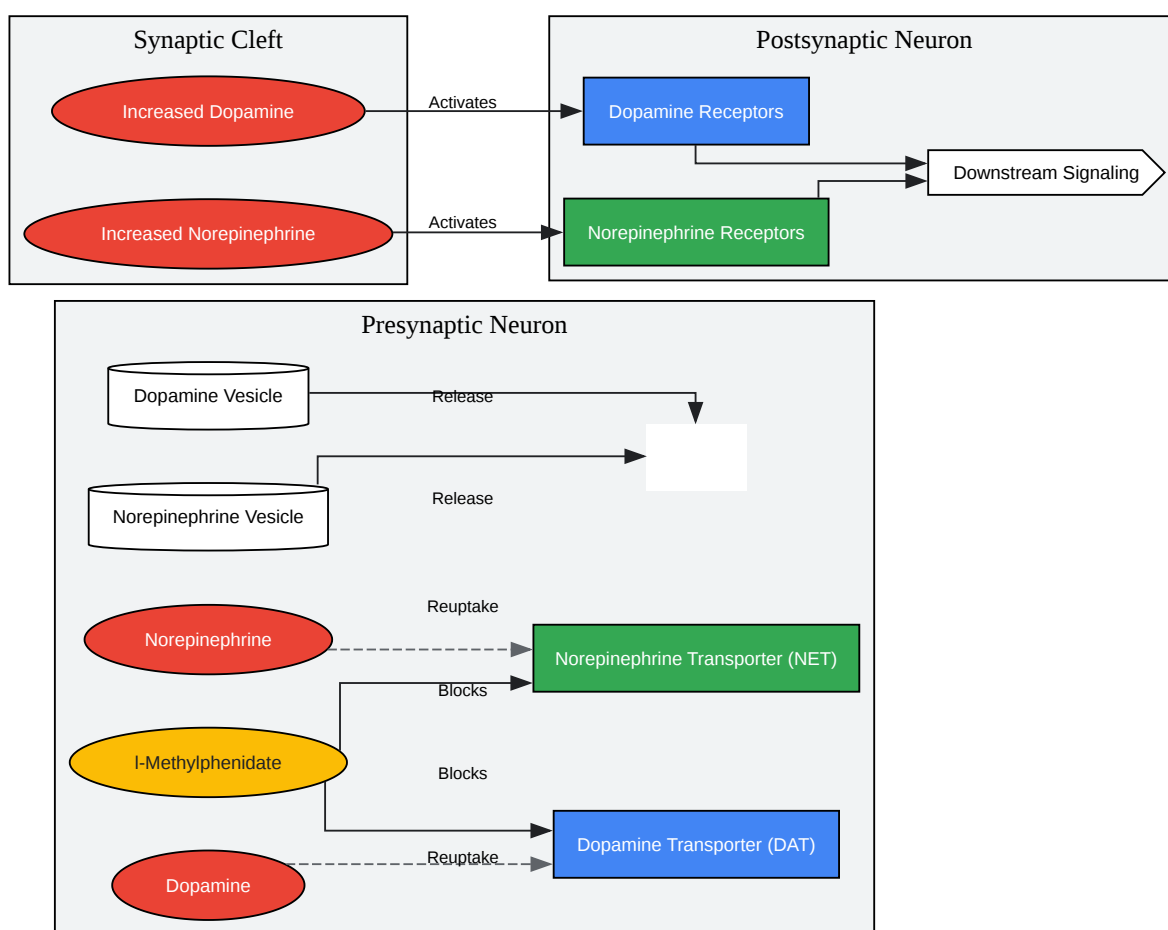 Synaptic Cleft
Postsynaptic Neuron
Increased Dopamine
Activates
Dopamine Receptors
Downstream Signaling
Increased Norepinephrine
Activates
Norepinephrine Receptors
Presynaptic Neuron
Dopamine Vesicle
Release
Norepinephrine Vesicle
Release
Norepinephrine
Reuptake
Norepinephrine Transporter (NET)
Blocks
l-Methylphenidate
Blocks
Dopamine Transporter (DAT)
Reuptake
Dopamine